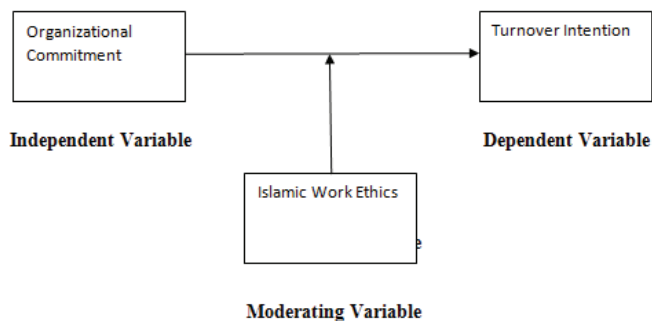 Organizational
Commitment
Turnover Intention
Independent Variable
Dependent Variable
Islamic Work Ethics
e
Moderating Variable